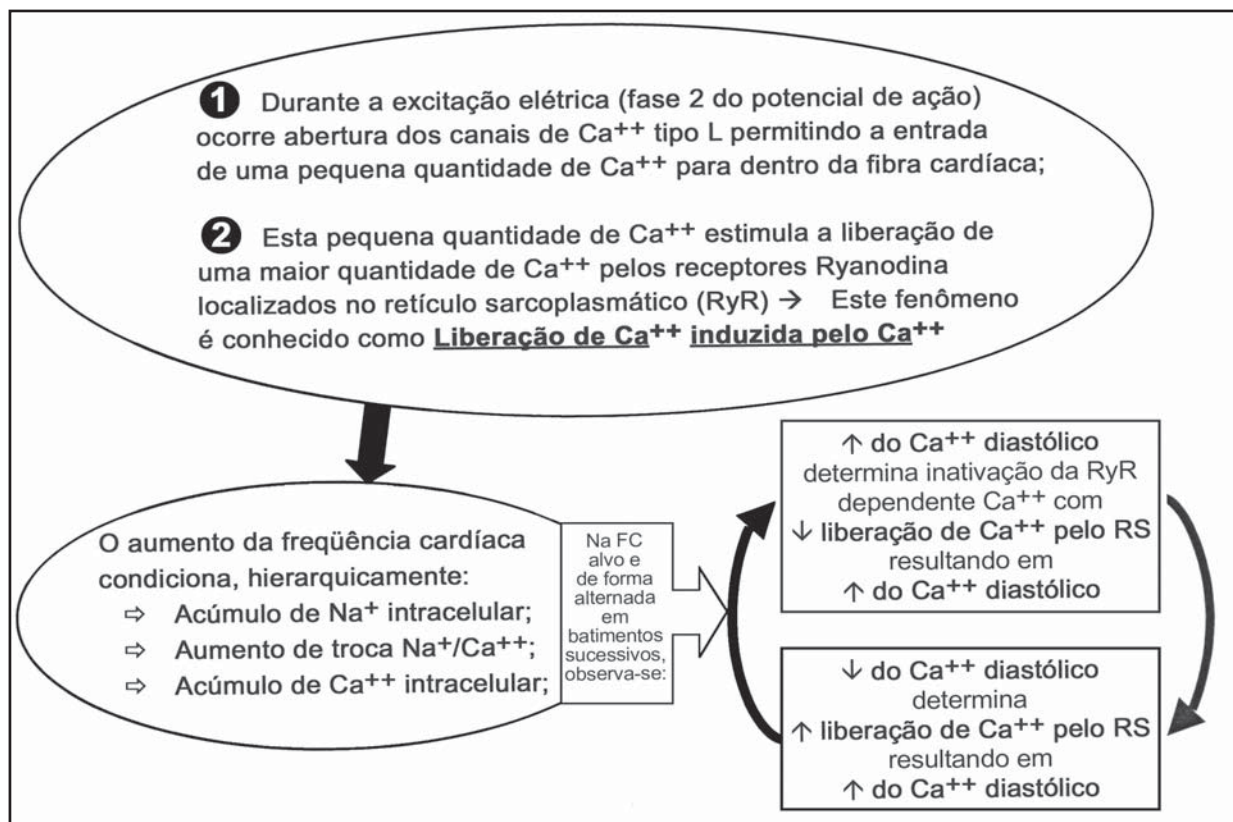 ❶ Durante a excitação elétrica (fase 2 do potencial de ação)
ocorre abertura dos canais de Ca++ tipo L permitindo a entrada
de uma pequena quantidade de Ca++ para dentro da fibra cardíaca;
❷ Esta pequena quantidade de Ca++ estimula a liberação de
uma maior quantidade de Ca++ pelos receptores Ryanodina
localizados no retículo sarcoplasmático (RyR) → Este fenômeno
é conhecido como Liberação de Ca++ induzida pelo Ca++
O aumento da freqüência cardíaca
condiciona, hierarquicamente:
⇨ Acúmulo de Na+ intracelular;
⇨ Aumento de troca Na+/Ca++;
⇨ Acúmulo de Ca++ intracelular;
Na FC
alvo e
de forma
alternada
em
batimentos
sucessivos,
observa-se:
↑ do Ca++ diastólico
determina inativação da RyR
dependente Ca++ com
↓ liberação de Ca++ pelo RS
resultando em
↑ do Ca++ diastólico
↓ do Ca++ diastólico
determina
↑ liberação de Ca++ pelo RS
resultando em
↑ do Ca++ diastólico